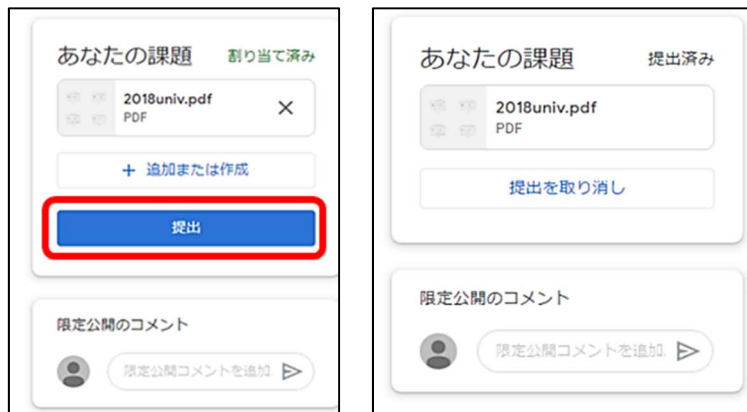 あなたの課題 割り当て済み
2018univ.pdf
PDF
+ 追加または作成
提出
限定公開のコメント
限定公開コメントを追加
あなたの課題 提出済み
2018univ.pdf
PDF
提出を取り消し
限定公開のコメント
限定公開コメントを追加